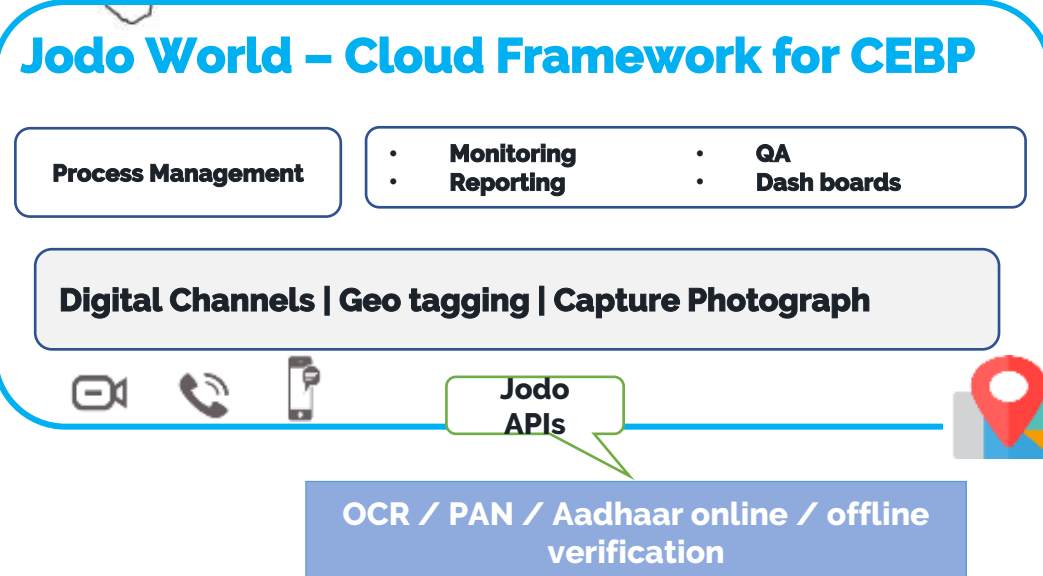 Jodo World – Cloud Framework for CEBP
Process Management
• Monitoring
• Reporting
• QA
• Dash boards
Digital Channels | Geo tagging | Capture Photograph
Jodo
APIs
OCR / PAN / Aadhaar online / offline
verification